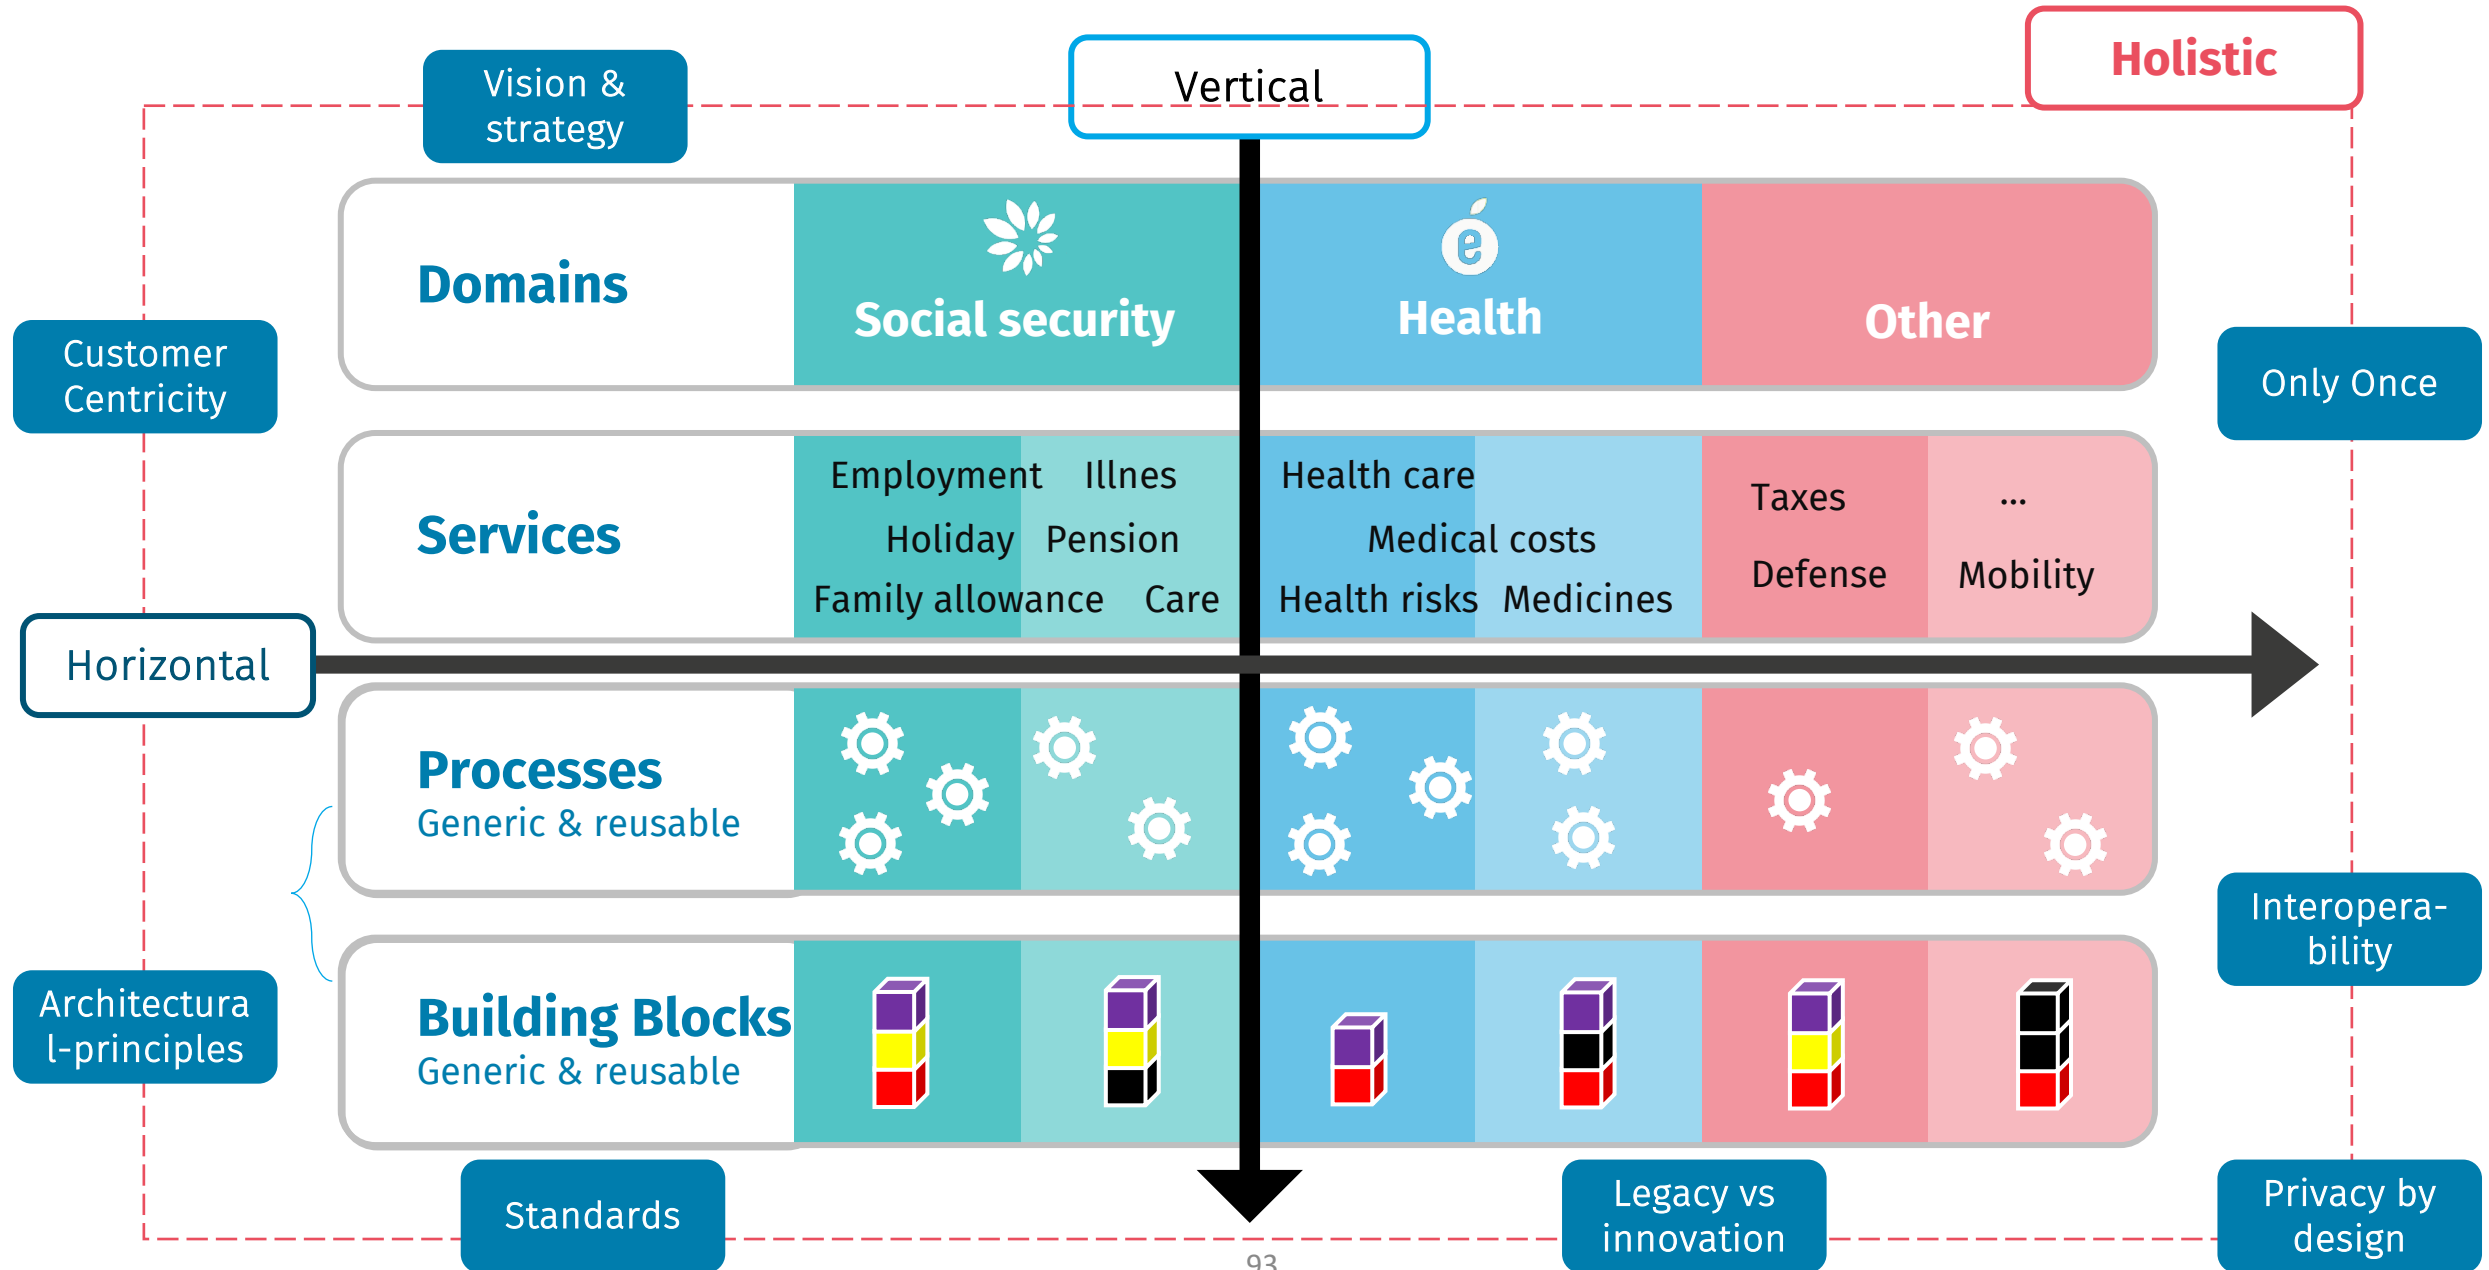 Holistic
Vertical
Vision &
strategy
Domains
Social security
Health
Other
Customer
Centricity
Only Once
Services
Employment
Illnes
Holiday
Pension
Family allowance
Care
Health care
Medical costs
Health risks
Medicines
Taxes
...
Defense
Mobility
Horizontal
Processes
Generic & reusable
Interopera-
bility
Architectura
l-principles
Building Blocks
Generic & reusable
Standards
Legacy vs
innovation
Privacy by
design
93
e